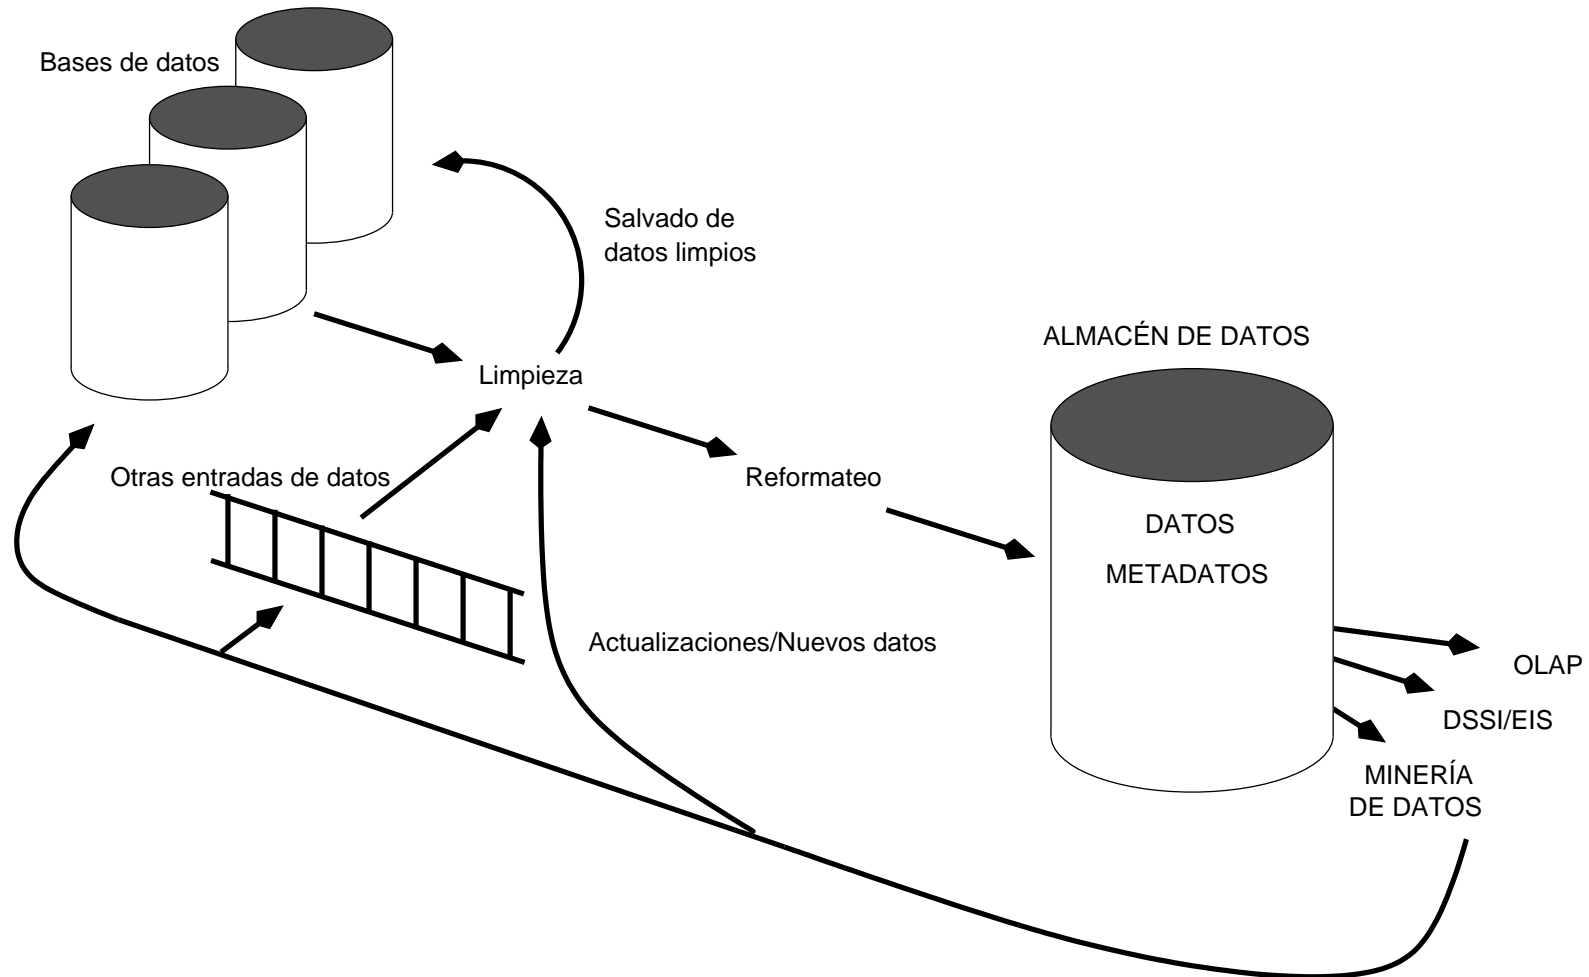 Bases de datos
Salvado de
datos limpios
ALMACÉN DE DATOS
Limpieza
Otras entradas de datos
Reformateo
DATOS
METADATOS
Actualizaciones/Nuevos datos
OLAP
DSSI/EIS
MINERÍA
DE DATOS